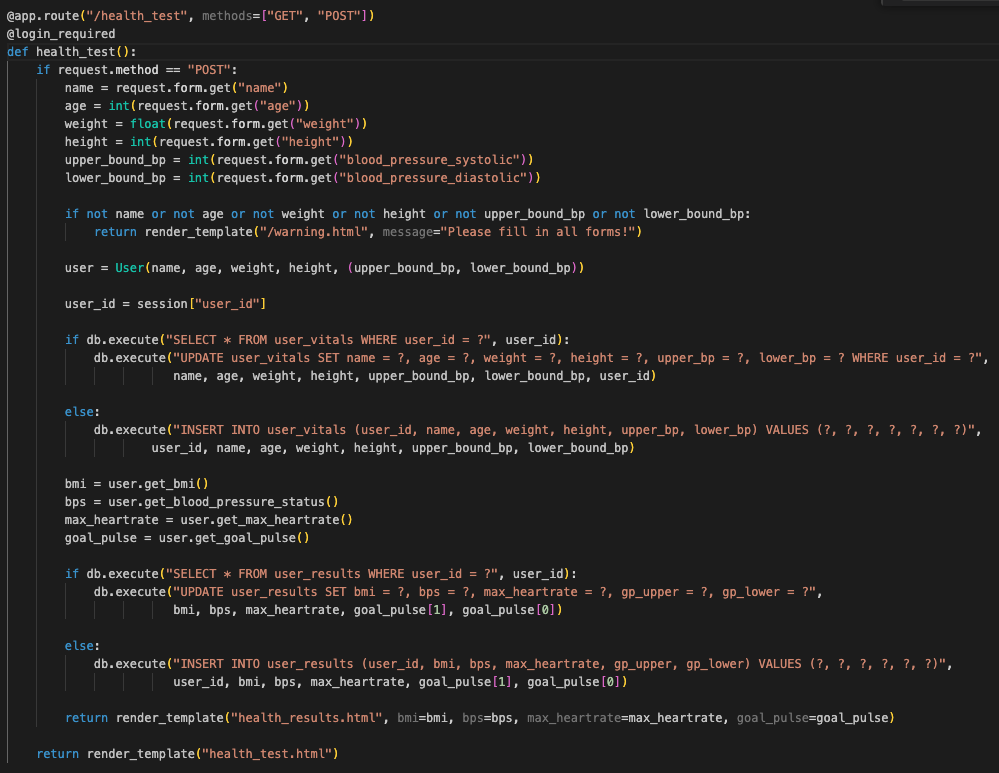 @app.route("/health_test", methods=["GET", "POST"])
@login_required
def health_test():
    if request.method == "POST":
        name = request.form.get("name")
        age = int(request.form.get("age"))
        weight = float(request.form.get("weight"))
        height = int(request.form.get("height"))
        upper_bound_bp = int(request.form.get("blood_pressure_systolic"))
        lower_bound_bp = int(request.form.get("blood_pressure_diastolic"))

        if not name or not age or not weight or not height or not upper_bound_bp or not lower_bound_bp:
            return render_template("/warning.html", message="Please fill in all forms!")

        user = User(name, age, weight, height, (upper_bound_bp, lower_bound_bp))

        user_id = session["user_id"]

        if db.execute("SELECT * FROM user_vitals WHERE user_id = ?", user_id):
            db.execute("UPDATE user_vitals SET name = ?, age = ?, weight = ?, height = ?, upper_bp = ?, lower_bp = ? WHERE user_id = ?",
                       name, age, weight, height, upper_bound_bp, lower_bound_bp, user_id)

        else:
            db.execute("INSERT INTO user_vitals (user_id, name, age, weight, height, upper_bp, lower_bp) VALUES (?, ?, ?, ?, ?, ?, ?)",
                    user_id, name, age, weight, height, upper_bound_bp, lower_bound_bp)

        bmi = user.get_bmi()
        bps = user.get_blood_pressure_status()
        max_heartrate = user.get_max_heartrate()
        goal_pulse = user.get_goal_pulse()

        if db.execute("SELECT * FROM user_results WHERE user_id = ?", user_id):
            db.execute("UPDATE user_results SET bmi = ?, bps = ?, max_heartrate = ?, gp_upper = ?, gp_lower = ?",
                       bmi, bps, max_heartrate, goal_pulse[1], goal_pulse[0])

        else:
            db.execute("INSERT INTO user_results (user_id, bmi, bps, max_heartrate, gp_upper, gp_lower) VALUES (?, ?, ?, ?, ?, ?)",
                       user_id, bmi, bps, max_heartrate, goal_pulse[1], goal_pulse[0])

        return render_template("health_results.html", bmi=bmi, bps=bps, max_heartrate=max_heartrate, goal_pulse=goal_pulse)

    return render_template("health_test.html")